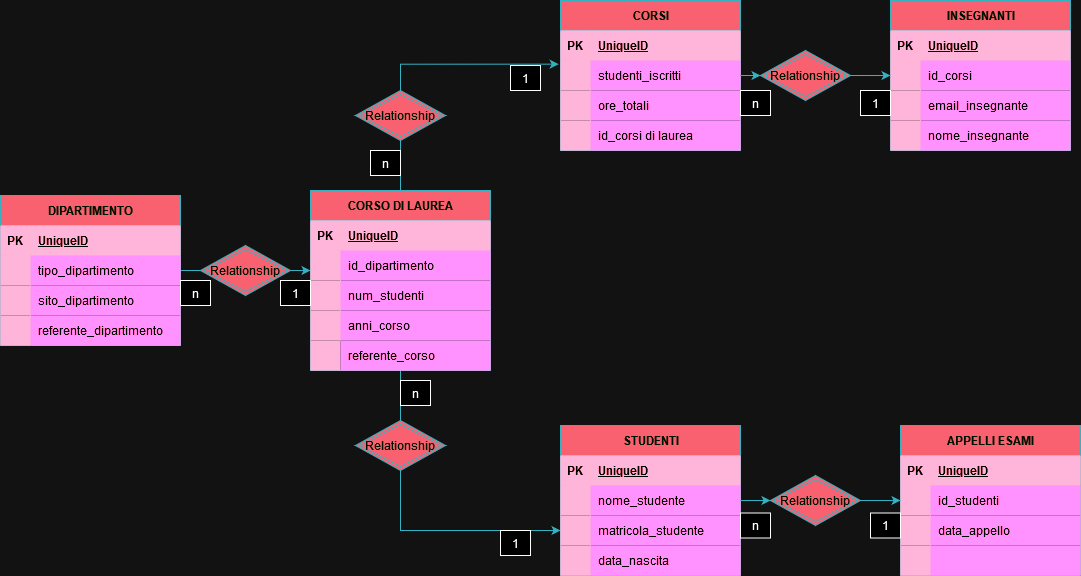 CORSI
PK UniqueID
studenti_iscritti
ore_totali
id_corsi di laurea
n
Relationship
1
INSEGNANTI
PK UniqueID
id_corsi
email_insegnante
nome_insegnante
1
Relationship
n
DIPARTIMENTO
PK UniqueID
tipo_dipartimento
sito_dipartimento
referente_dipartimento
n
Relationship
1
CORSO DI LAUREA
PK UniqueID
id_dipartimento
num_studenti
anni_corso
referente_corso
n
Relationship
1
STUDENTI
PK UniqueID
nome_studente
matricola_studente
data_nascita
n
Relationship
1
APPELLI ESAMI
PK UniqueID
id_studenti
data_appello